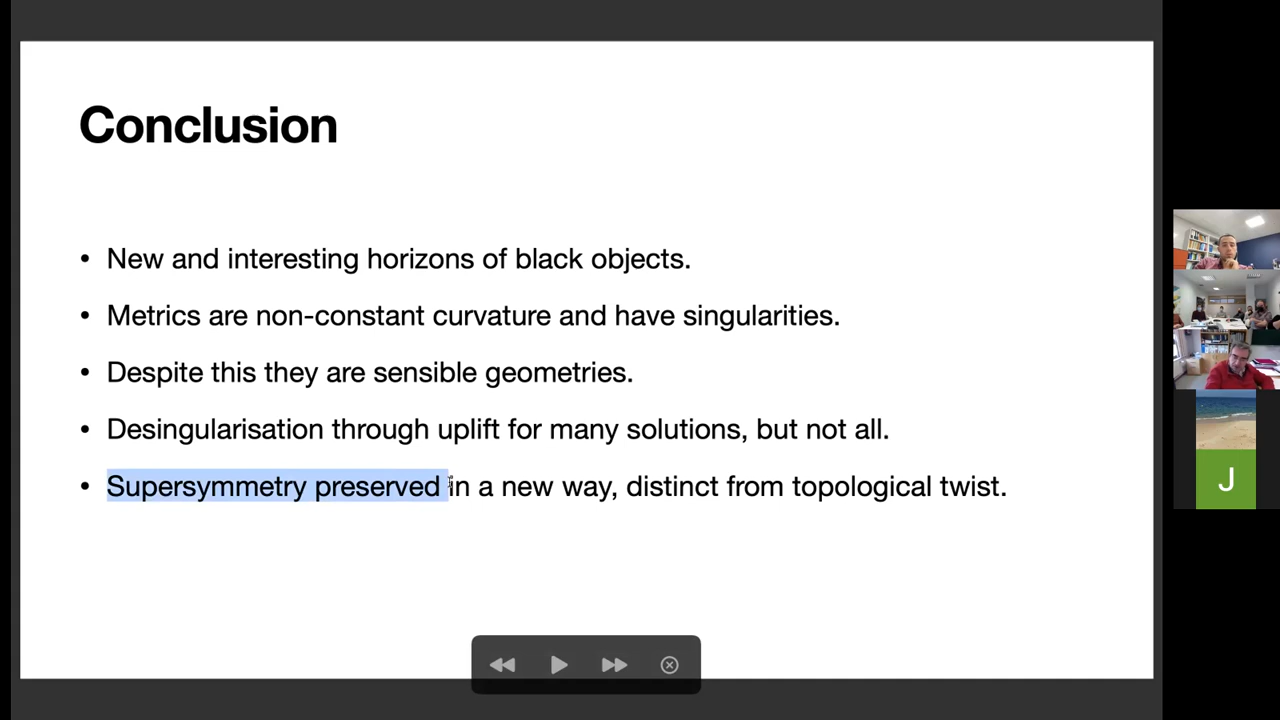 Conclusion
• New and interesting horizons of black objects.
• Metrics are non-constant curvature and have singularities.
• Despite this they are sensible geometries.
• Desingularisation through uplift for many solutions, but not all.
• Supersymmetry preserved in a new way, distinct from topological twist.
J